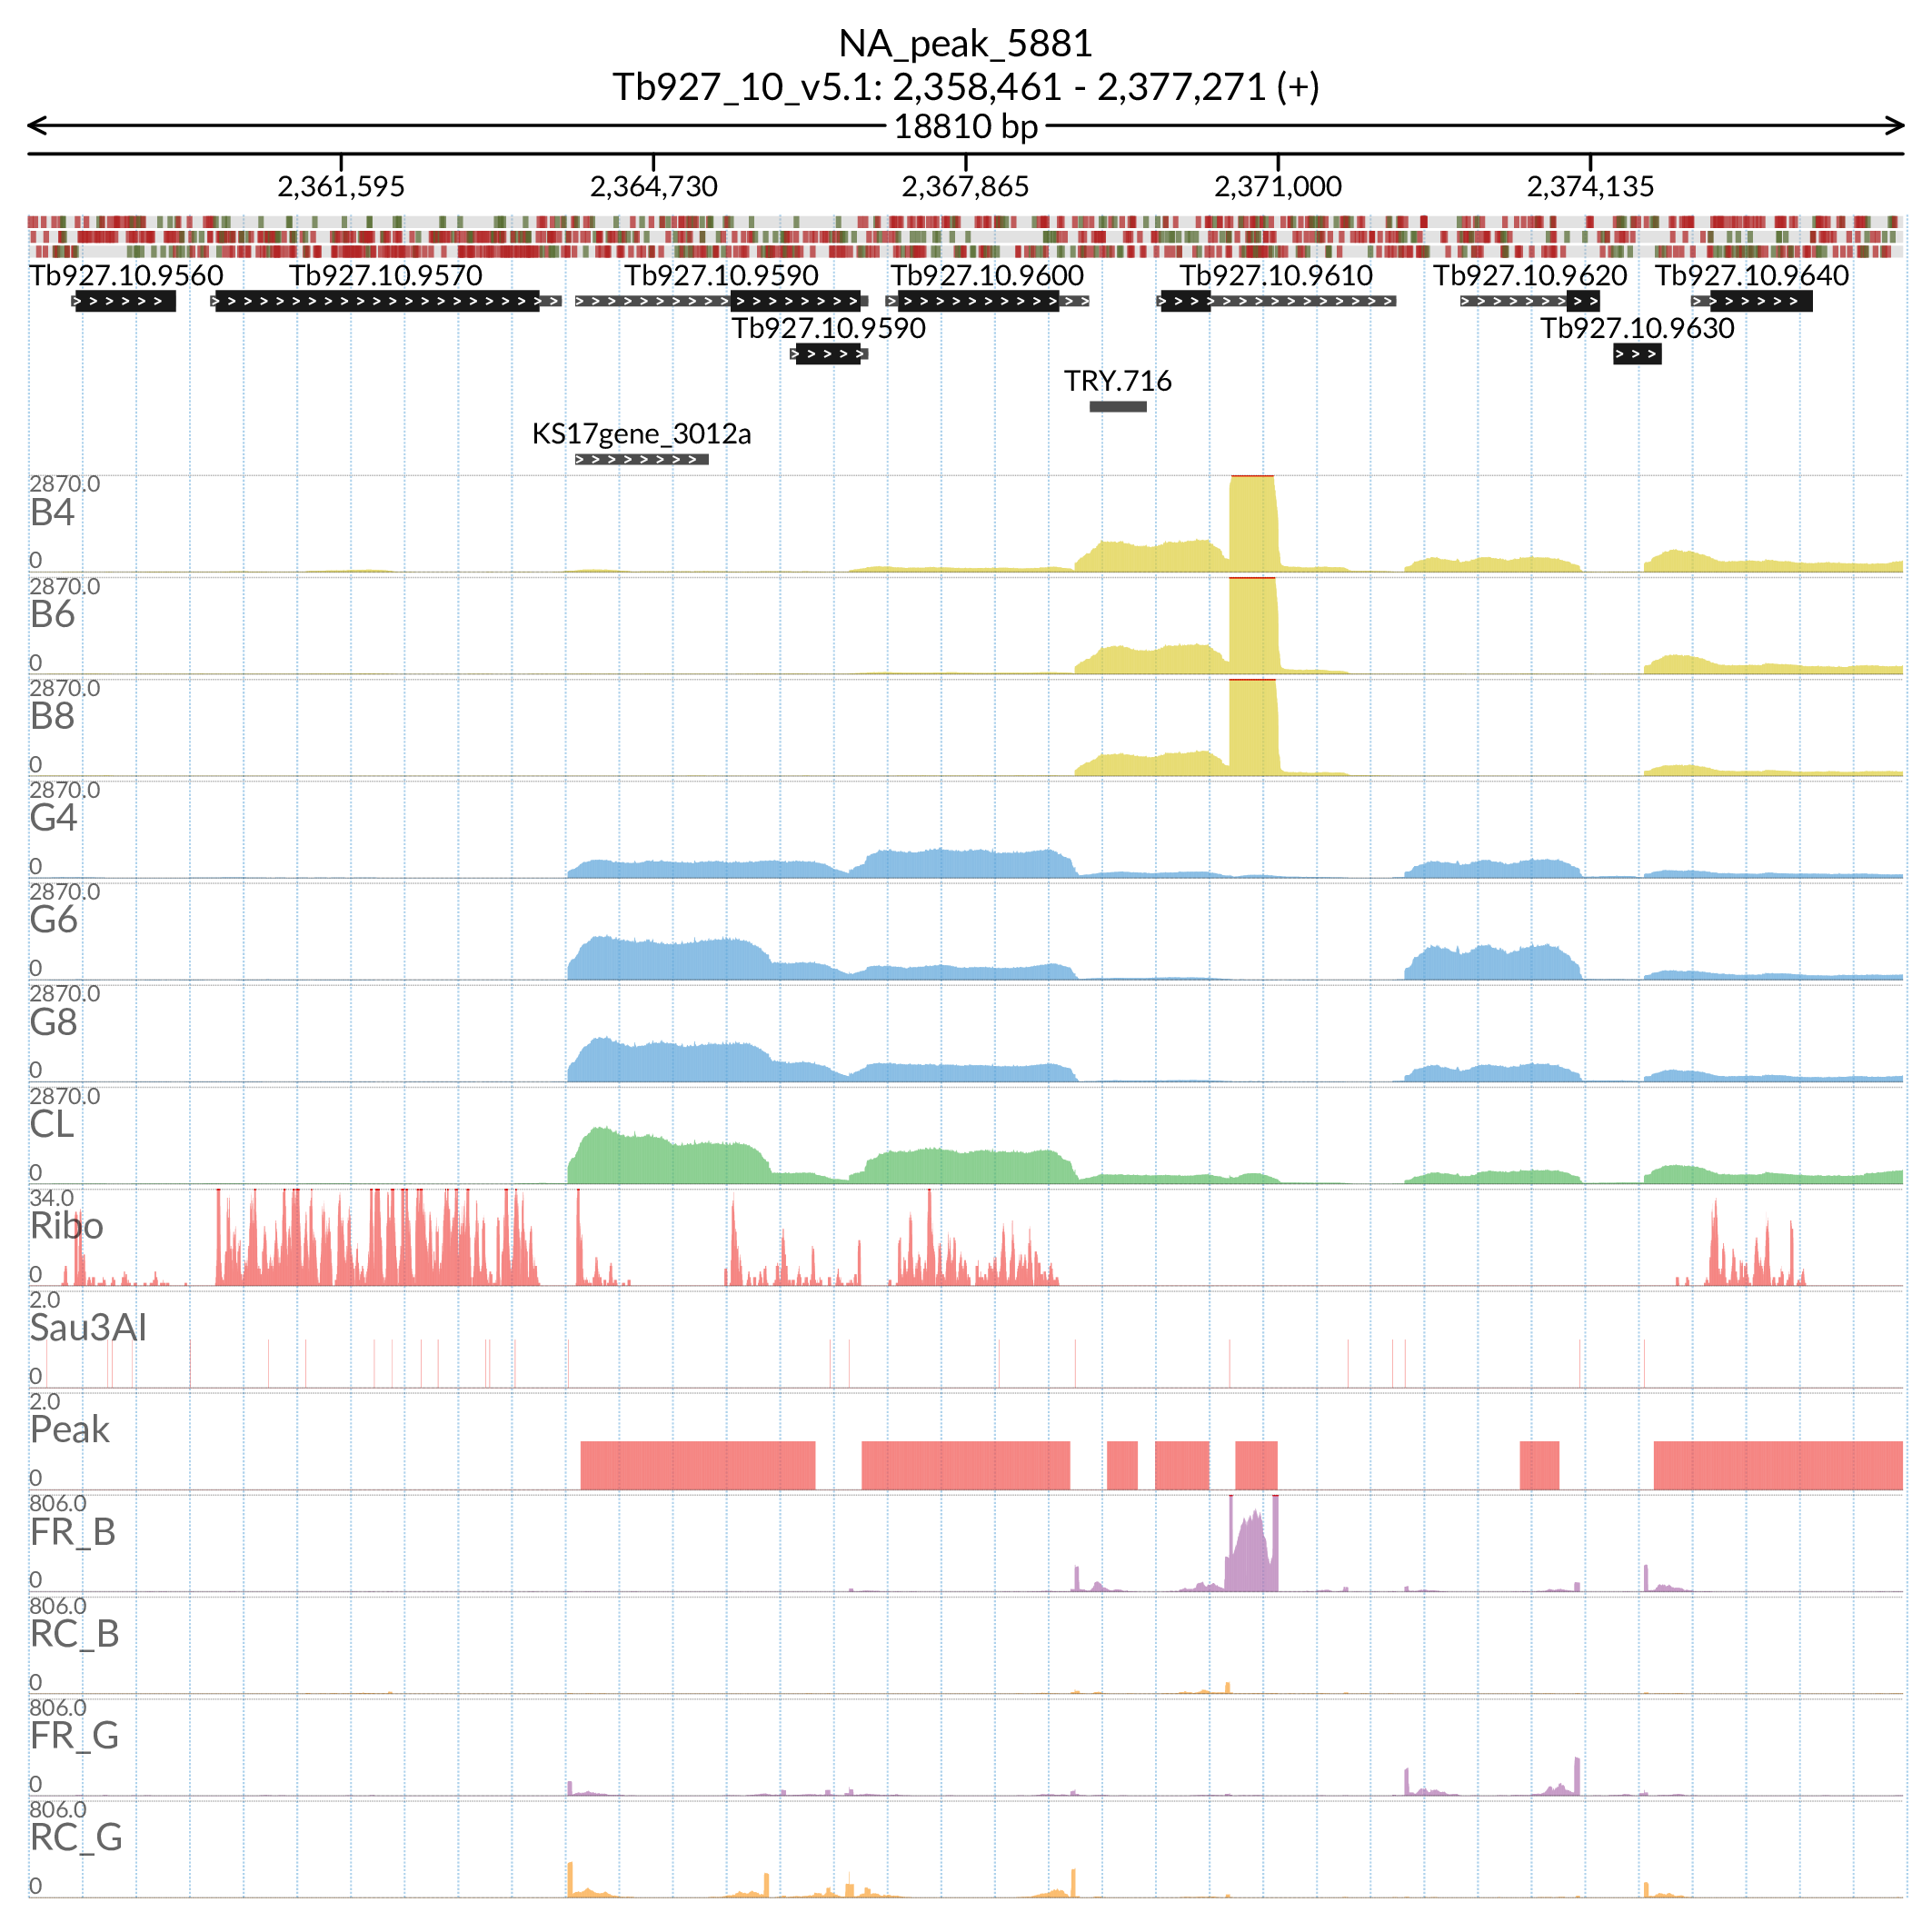 NA_peak_5881
Tb927_10_v5.1: 2,358,461 - 2,377,271 (+)
18810 bp
2,361,595 2,364,730 2,367,865 2,371,000 2,374,135
Tb927.10.9560 Tb927.10.9570 Tb927.10.9590 Tb927.10.9600 Tb927.10.9610 Tb927.10.9620 Tb927.10.9640
Tb927.10.9590 Tb927.10.9630
TRY.716
KS17gene_3012a
2870.0
B4
0
2870.0
B6
0
2870.0
B8
0
2870.0
G4
0
2870.0
G6
0
2870.0
G8
0
2870.0
CL
0
34.0
Ribo
0
2.0
Sau3AI
0
2.0
Peak
0
806.0
FR_B
0
806.0
RC_B
0
806.0
FR_G
0
806.0
RC_G
0